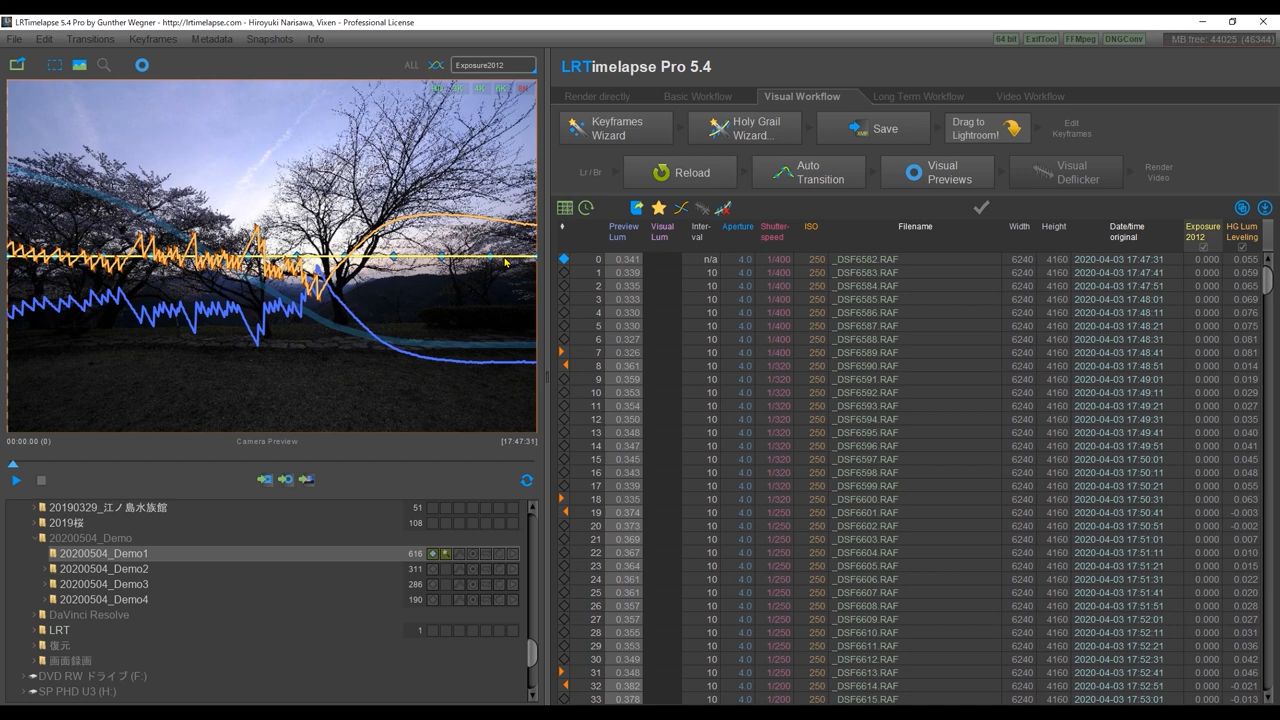 LRTimelapse 5.4 Pro by Gunther Wegner - http://lrtimelapse.com - Hiroyuki Narisawa, Vixen - Professional License
File Edit Transitions Keyframes Metadata Snapshots Info
64 bit ExifTool FFMpeg DNGConv MB free: 44025 (46344)
ALL Exposure2012
LRTimelapse Pro 5.4
Render directly Basic Workflow Visual Workflow Long Term Workflow Video Workflow
Keyframes Wizard
Holy Grail Wizard...
Save
Drag to Lightroom!
Edit Keyframes
Lr / Br
Reload
Auto Transition
Visual Previews
Visual Deflicker
Render Video
Preview Lum Visual Lum Inter-val Aperture Shutter-speed ISO Filename Width Height Date/time original Exposure 2012 HG Lum Leveling
0 0.341 n/a 4.0 1/400 250 _DSF6582.RAF 6240 4160 2020-04-03 17:47:31 0.000 0.055
1 0.339 10 4.0 1/400 250 _DSF6583.RAF 6240 4160 2020-04-03 17:47:51 0.000 0.059
2 0.335 10 4.0 1/400 250 _DSF6584.RAF 6240 4160 2020-04-03 17:47:51 0.000 0.065
3 0.333 10 4.0 1/400 250 _DSF6585.RAF 6240 4160 2020-04-03 17:48:01 0.000 0.069
4 0.330 10 4.0 1/400 250 _DSF6586.RAF 6240 4160 2020-04-03 17:48:11 0.000 0.076
5 0.330 10 4.0 1/400 250 _DSF6587.RAF 6240 4160 2020-04-03 17:48:21 0.000 0.075
6 0.327 10 4.0 1/400 250 _DSF6588.RAF 6240 4160 2020-04-03 17:48:31 0.000 0.081
7 0.326 10 4.0 1/400 250 _DSF6589.RAF 6240 4160 2020-04-03 17:48:41 0.000 0.081
8 0.361 10 4.0 1/320 250 _DSF6590.RAF 6240 4160 2020-04-03 17:48:51 0.000 0.014
9 0.359 10 4.0 1/320 250 _DSF6591.RAF 6240 4160 2020-04-03 17:49:01 0.000 0.029
10 0.353 10 4.0 1/320 250 _DSF6592.RAF 6240 4160 2020-04-03 17:49:11 0.000 0.029
11 0.354 10 4.0 1/320 250 _DSF6593.RAF 6240 4160 2020-04-03 17:49:21 0.000 0.027
12 0.350 10 4.0 1/320 250 _DSF6594.RAF 6240 4160 2020-04-03 17:49:31 0.000 0.035
13 0.348 10 4.0 1/320 250 _DSF6595.RAF 6240 4160 2020-04-03 17:49:41 0.000 0.040
14 0.347 10 4.0 1/320 250 _DSF6596.RAF 6240 4160 2020-04-03 17:49:51 0.000 0.041
15 0.345 10 4.0 1/320 250 _DSF6597.RAF 6240 4160 2020-04-03 17:50:01 0.000 0.045
16 0.343 10 4.0 1/320 250 _DSF6598.RAF 6240 4160 2020-04-03 17:50:11 0.000 0.048
17 0.339 10 4.0 1/320 250 _DSF6599.RAF 6240 4160 2020-04-03 17:50:21 0.000 0.055
18 0.335 10 4.0 1/320 250 _DSF6600.RAF 6240 4160 2020-04-03 17:50:31 0.000 0.063
19 0.374 10 4.0 1/250 250 _DSF6601.RAF 6240 4160 2020-04-03 17:50:41 0.000 -0.003
20 0.373 10 4.0 1/250 250 _DSF6602.RAF 6240 4160 2020-04-03 17:50:51 0.000 -0.002
21 0.369 10 4.0 1/250 250 _DSF6603.RAF 6240 4160 2020-04-03 17:51:01 0.000 0.007
22 0.367 10 4.0 1/250 250 _DSF6604.RAF 6240 4160 2020-04-03 17:51:11 0.000 0.010
23 0.364 10 4.0 1/250 250 _DSF6605.RAF 6240 4160 2020-04-03 17:51:21 0.000 0.015
24 0.361 10 4.0 1/250 250 _DSF6606.RAF 6240 4160 2020-04-03 17:51:31 0.000 0.022
25 0.361 10 4.0 1/250 250 _DSF6607.RAF 6240 4160 2020-04-03 17:51:41 0.000 0.020
26 0.357 10 4.0 1/250 250 _DSF6608.RAF 6240 4160 2020-04-03 17:51:51 0.000 0.028
27 0.357 10 4.0 1/250 250 _DSF6609.RAF 6240 4160 2020-04-03 17:52:01 0.000 0.027
28 0.355 10 4.0 1/250 250 _DSF6610.RAF 6240 4160 2020-04-03 17:52:11 0.000 0.031
29 0.353 10 4.0 1/250 250 _DSF6611.RAF 6240 4160 2020-04-03 17:52:21 0.000 0.036
30 0.349 10 4.0 1/250 250 _DSF6612.RAF 6240 4160 2020-04-03 17:52:31 0.000 0.042
31 0.348 10 4.0 1/250 250 _DSF6613.RAF 6240 4160 2020-04-03 17:52:41 0.000 0.046
32 0.382 10 4.0 1/200 250 _DSF6614.RAF 6240 4160 2020-04-03 17:52:51 0.000 -0.021
33 0.378 10 4.0 1/200 250 _DSF6615.RAF 6240 4160 2020-04-03 17:53:01 0.000 -0.013
00:00.00 (0) Camera Preview [17:47:31]
20190329_江ノ島水族館 51
2019桜 108
20200504_Demo
20200504_Demo1 616
20200504_Demo2 311
20200504_Demo3 286
20200504_Demo4 190
DaVinci Resolve
LRT 1
復元
画面録画
DVD RW ドライブ (F:)
SP PHD U3 (H:)